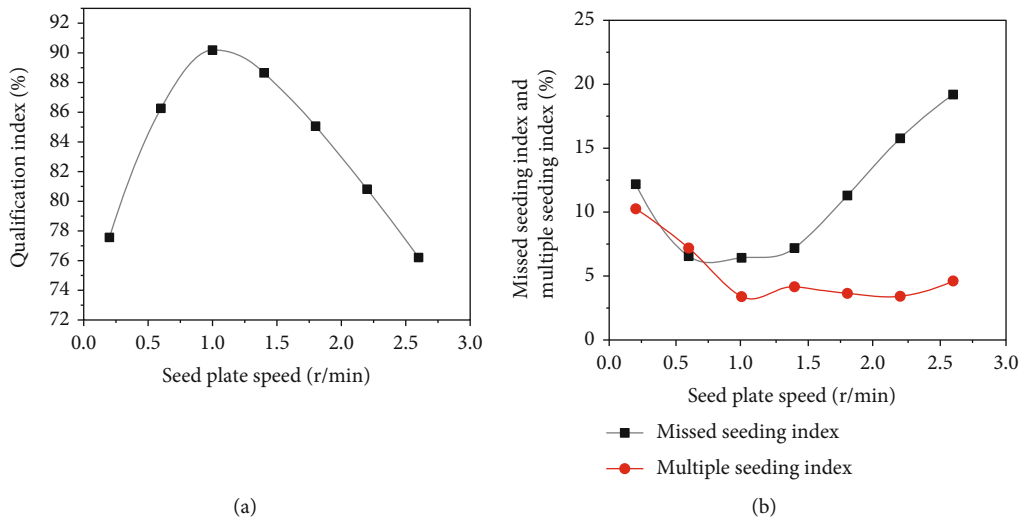 Qualification index (%)
92
90
88
86
84
82
80
78
76
74
72
0.0 0.5 1.0 1.5 2.0 2.5 3.0
Seed plate speed (r/min)
(a)
Missed seeding index and
multiple seeding index (%)
25
20
15
10
5
0
0.0 0.5 1.0 1.5 2.0 2.5 3.0
Seed plate speed (r/min)
Missed seeding index
Multiple seeding index
(b)